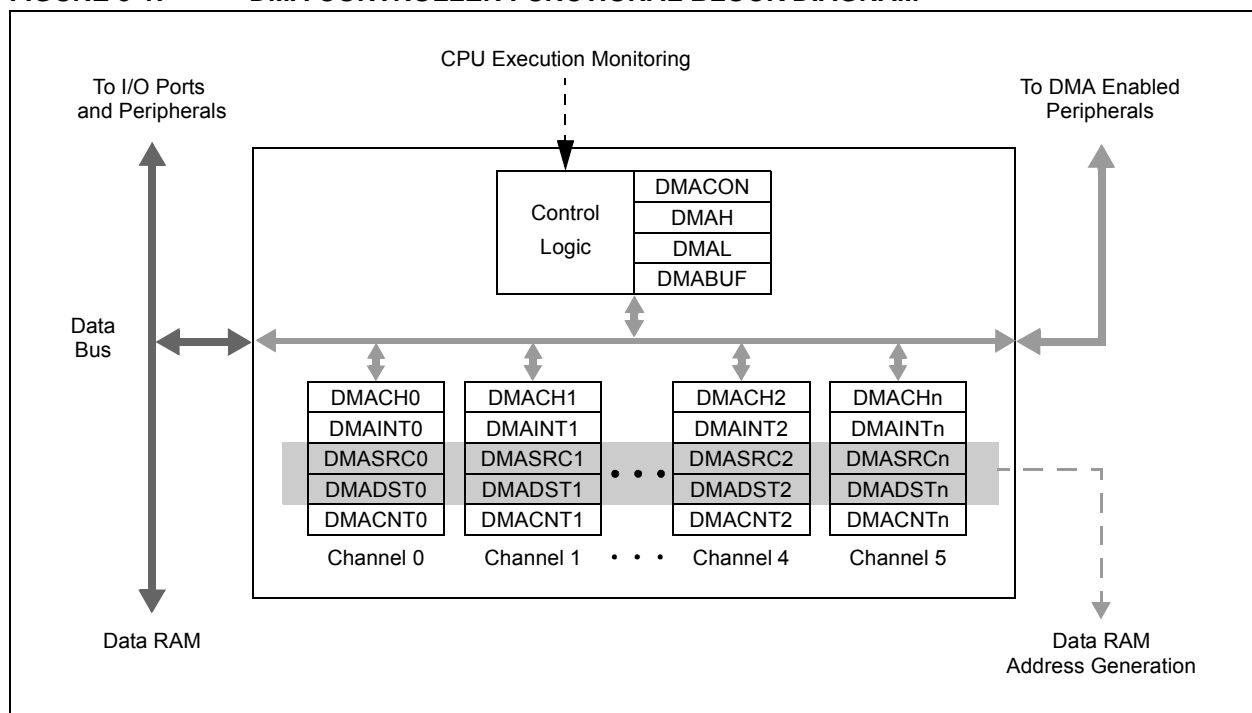 CPU Execution Monitoring
To I/O Ports
and Peripherals
To DMA Enabled
Peripherals
Control
Logic
DMACON
DMAH
DMAL
DMABUF
Data
Bus
DMACH0
DMAINT0
DMASRC0
DMADST0
DMACNT0
Channel 0
DMACH1
DMAINT1
DMASRC1
DMADST1
DMACNT1
Channel 1
DMACH2
DMAINT2
DMASRC2
DMADST2
DMACNT2
Channel 4
DMACHn
DMAINTn
DMASRCn
DMADSTn
DMACNTn
Channel 5
Data RAM
Data RAM
Address Generation